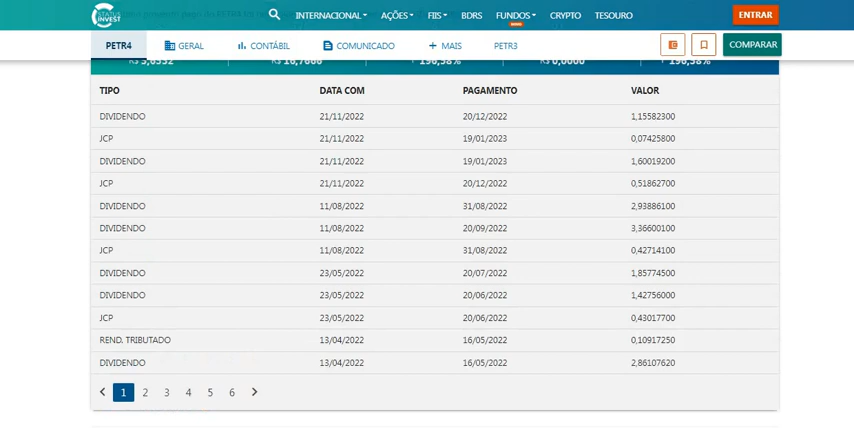 STATUS INVEST
INTERNACIONAL AÇÕES FIIS BDRS FUNDOS CRYPTO TESOURO ENTRAR
PETR4 GERAL CONTÁBIL COMUNICADO + MAIS PETR3 COMPARAR
TIPO DATA COM PAGAMENTO VALOR
DIVIDENDO 21/11/2022 20/12/2022 1,15582300
JCP 21/11/2022 19/01/2023 0,07425800
DIVIDENDO 21/11/2022 19/01/2023 1,60019200
JCP 21/11/2022 20/12/2022 0,51862700
DIVIDENDO 11/08/2022 31/08/2022 2,93886100
DIVIDENDO 11/08/2022 20/09/2022 3,36600100
JCP 11/08/2022 31/08/2022 0,42714100
DIVIDENDO 23/05/2022 20/07/2022 1,85774500
DIVIDENDO 23/05/2022 20/06/2022 1,42756000
JCP 23/05/2022 20/06/2022 0,43017700
REND. TRIBUTADO 13/04/2022 16/05/2022 0,10917250
DIVIDENDO 13/04/2022 16/05/2022 2,86107620
1 2 3 4 5 6